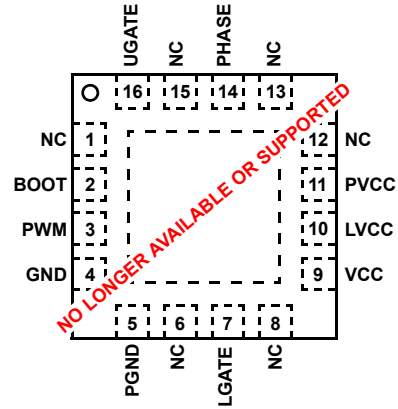 UGATE
NC
PHASE
NC
16
15
14
13
NC 1
12 NC
BOOT 2
11 PVCC
PWM 3
10 LVCC
GND 4
9 VCC
NO LONGER AVAILABLE OR SUPPORTED
5
6
7
8
PGND
NC
LGATE
NC